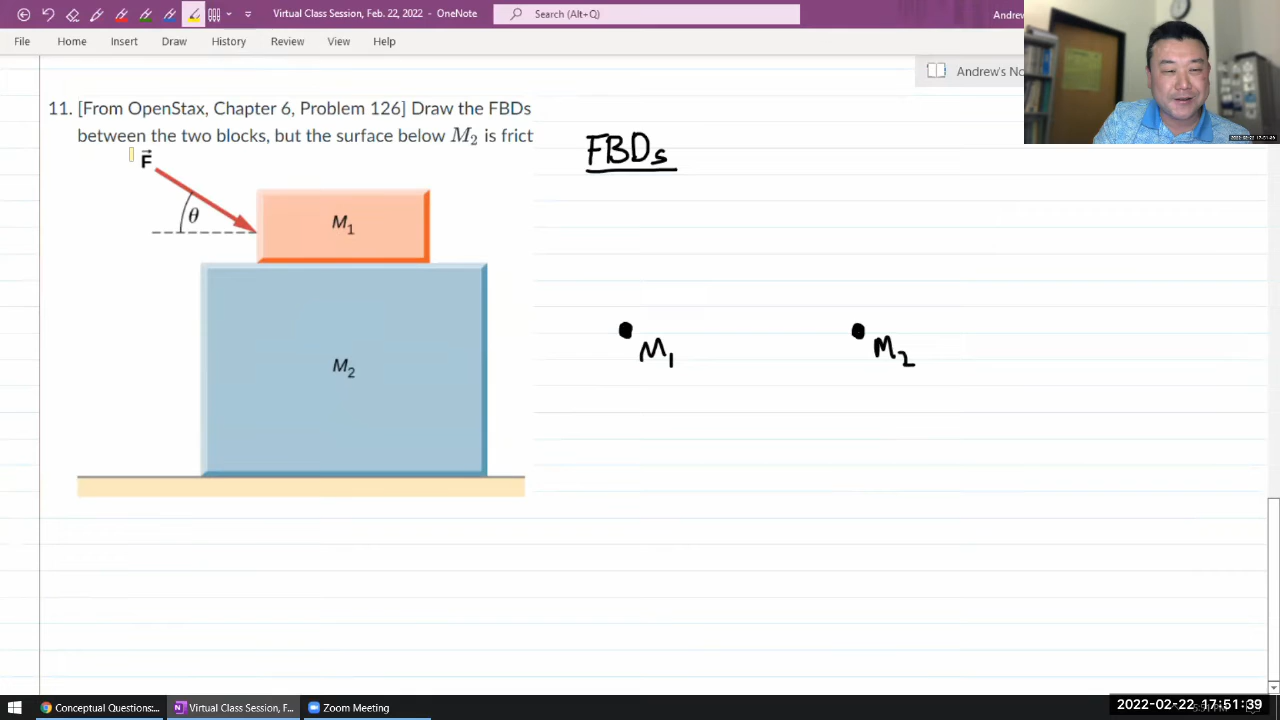 Virtual Class Session, Feb. 22, 2022 - OneNote
Search (Alt+Q)
Andrew
File Home Insert Draw History Review View Help
Andrew's No
11. [From OpenStax, Chapter 6, Problem 126] Draw the FBDs
between the two blocks, but the surface below M₂ is frict
FBDs
F⃗
θ
M₁
M₂
M₁
M₂
Conceptual Questions:...
Virtual Class Session, F...
Zoom Meeting
2022-02-22 17:51:39